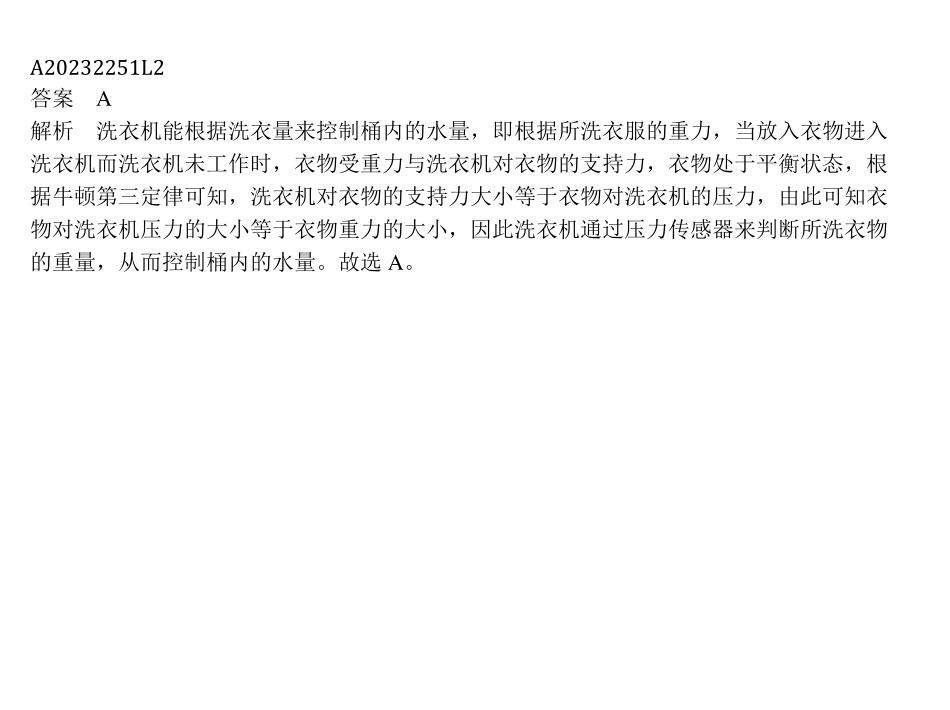 A20232251L2
答案 A
解析 洗衣机能根据洗衣量来控制桶内的水量，即根据所洗衣服的重力，当放入衣物进入
洗衣机而洗衣机未工作时，衣物受重力与洗衣机对衣物的支持力，衣物处于平衡状态，根
据牛顿第三定律可知，洗衣机对衣物的支持力大小等于衣物对洗衣机的压力，由此可知衣
物对洗衣机压力的大小等于衣物重力的大小，因此洗衣机通过压力传感器来判断所洗衣物
的重量，从而控制桶内的水量。故选 A。